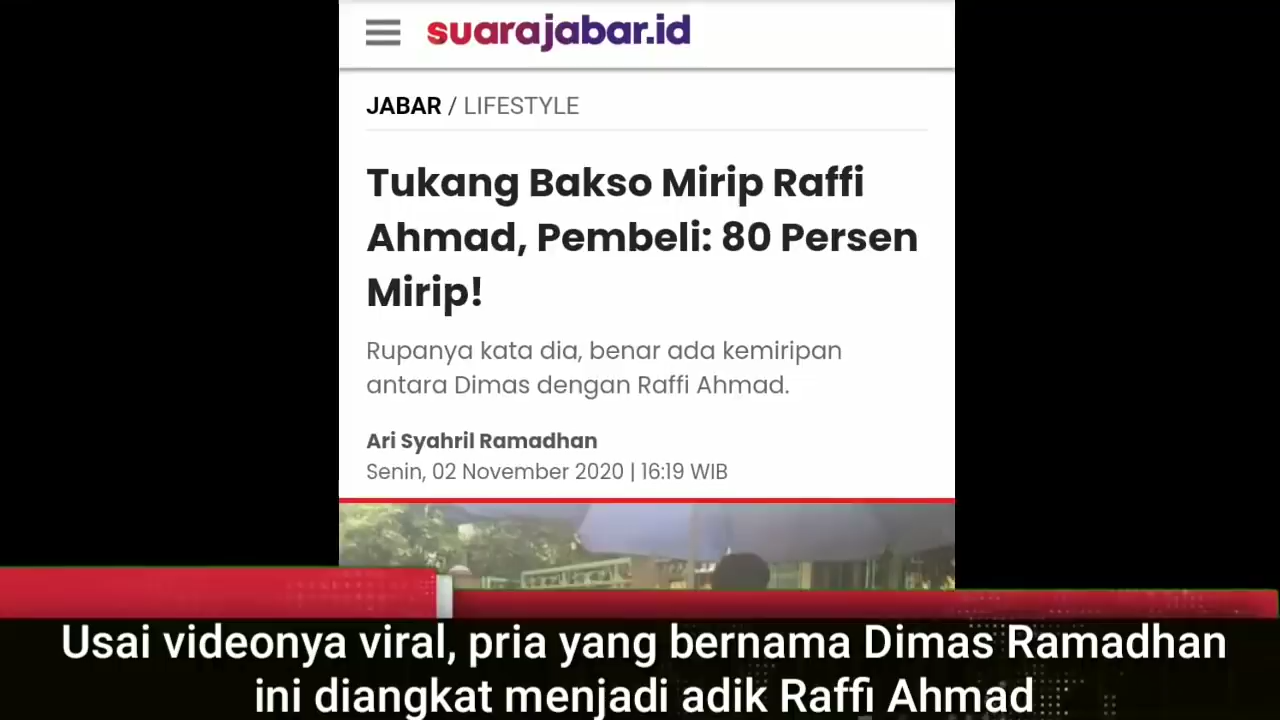 suarajabar.id
JABAR / LIFESTYLE
Tukang Bakso Mirip Raffi
Ahmad, Pembeli: 80 Persen
Mirip!
Rupanya kata dia, benar ada kemiripan
antara Dimas dengan Raffi Ahmad.
Ari Syahril Ramadhan
Senin, 02 November 2020 | 16:19 WIB
Usai videonya viral, pria yang bernama Dimas Ramadhan
ini diangkat menjadi adik Raffi Ahmad